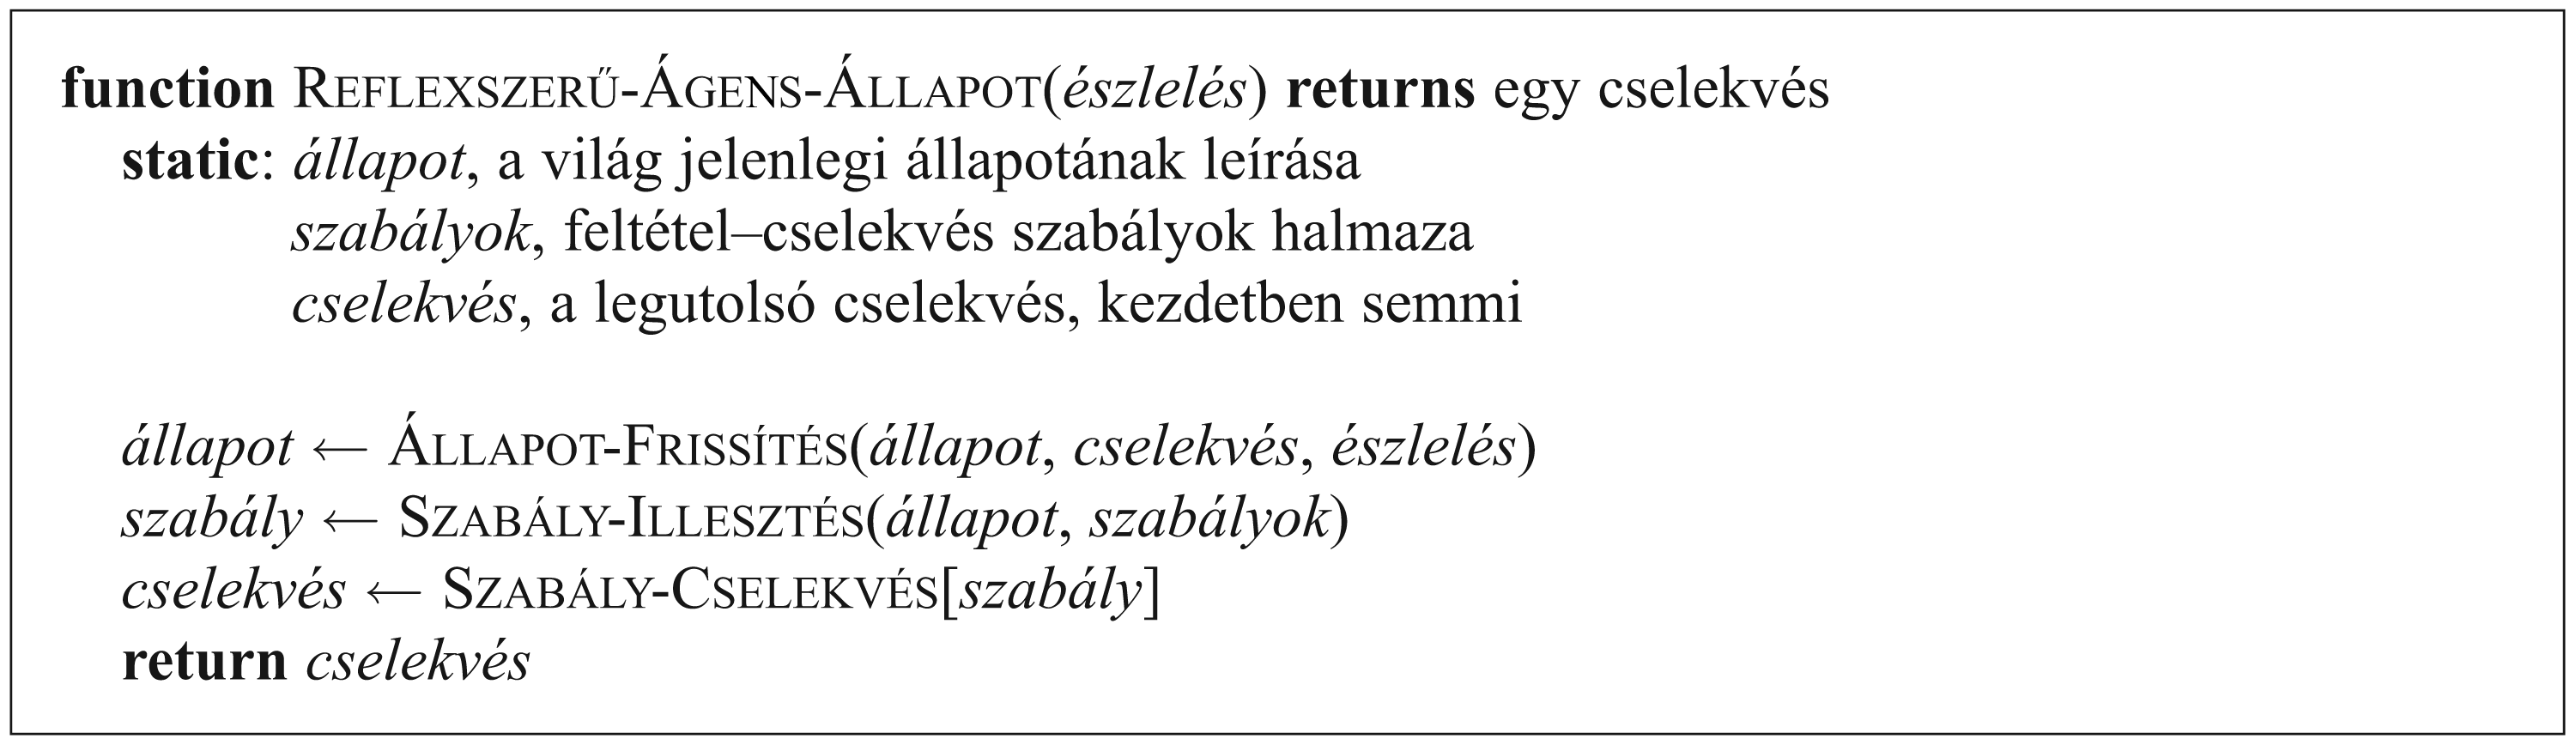 function REFLEXSZERŰ-ÁGENS-ÁLLAPOT(észlelés) returns egy cselekvés
static: állapot, a világ jelenlegi állapotának leírása
szabályok, feltétel–cselekvés szabályok halmaza
cselekvés, a legutolsó cselekvés, kezdetben semmi
állapot ← ÁLLAPOT-FRISSÍTÉS(állapot, cselekvés, észlelés)
szabály ← SZABÁLY-ILLESZTÉS(állapot, szabályok)
cselekvés ← SZABÁLY-CSELEKVÉS[szabály]
return cselekvés